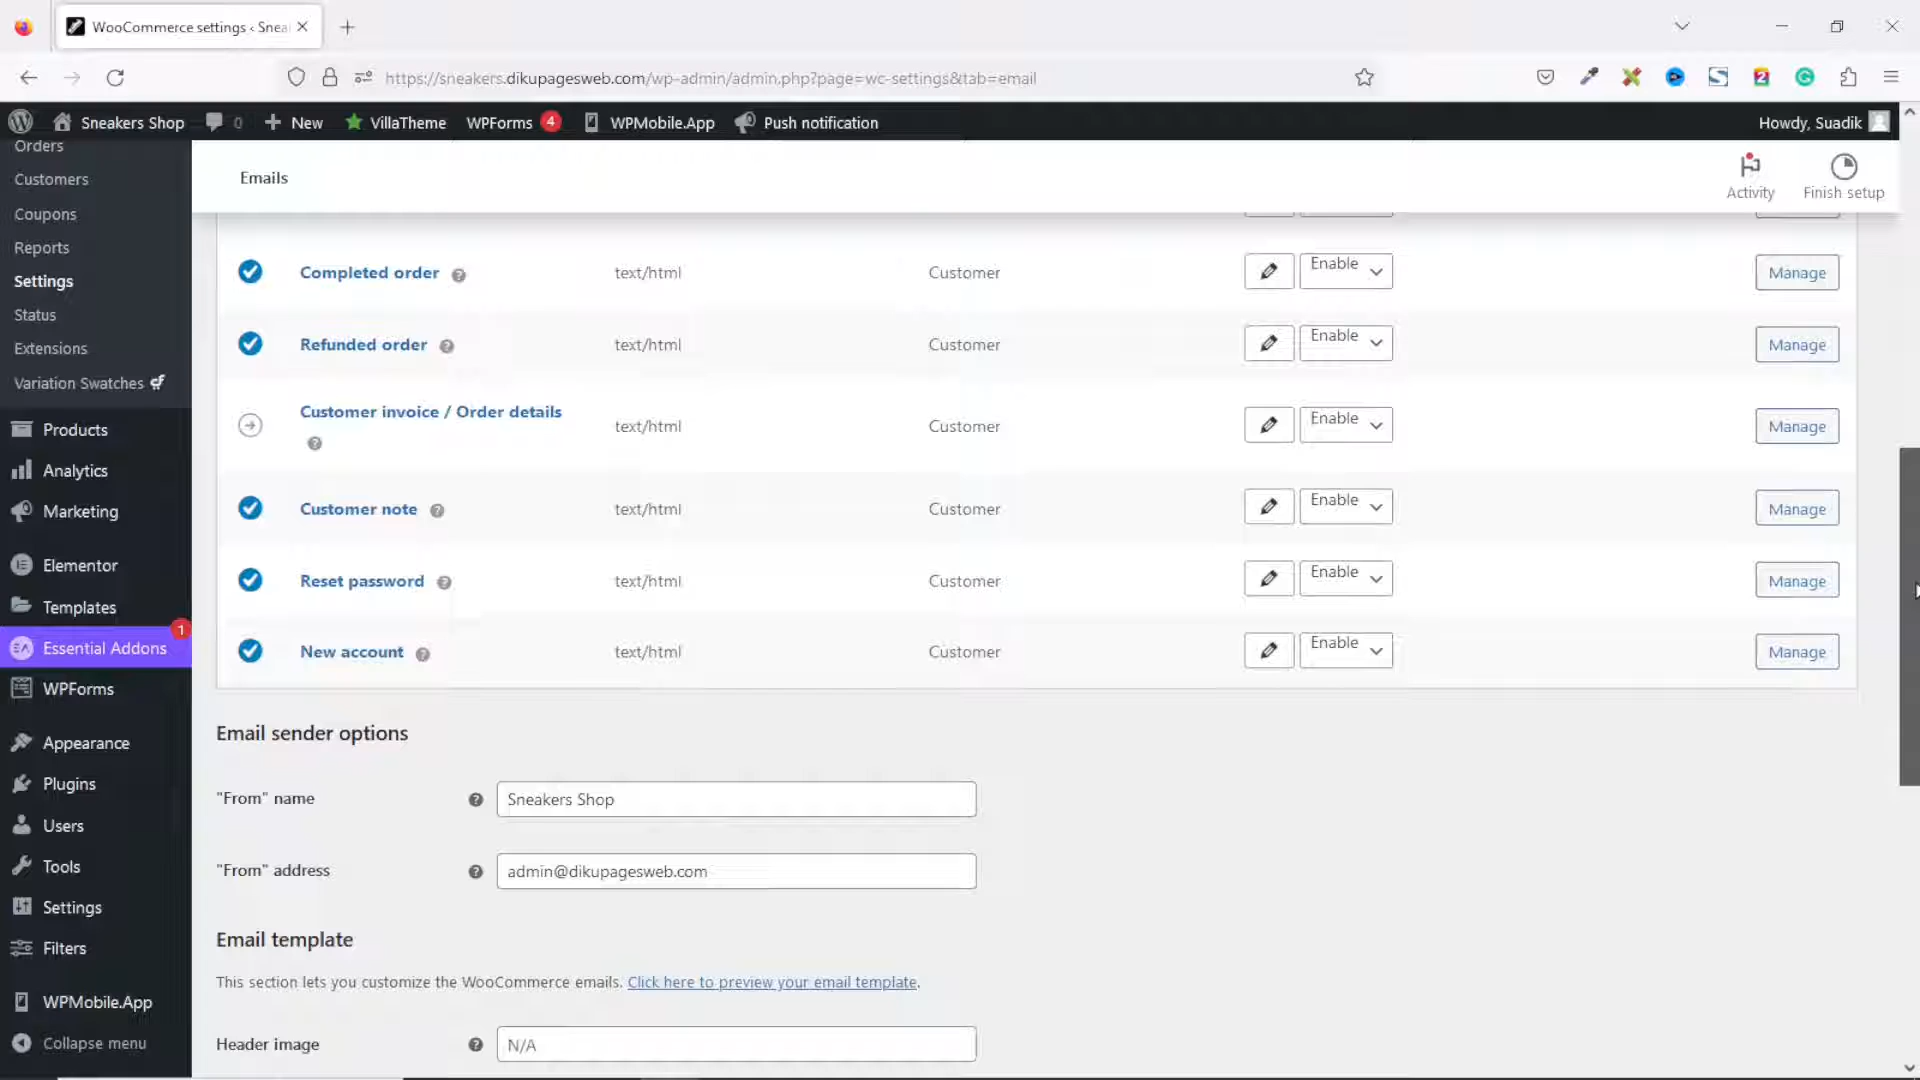 WooCommerce settings ‹ Snea
https://sneakers.dikupagesweb.com/wp-admin/admin.php?page=wc-settings&tab=email
Sneakers Shop 0 New VillaTheme WPForms 4 WPMobile.App Push notification Howdy, Suadik
Orders
Customers
Coupons
Reports
Settings
Status
Extensions
Variation Swatches
Products
Analytics
Marketing
Elementor
Templates
Essential Addons 1
WPForms
Appearance
Plugins
Users
Tools
Settings
Filters
WPMobile.App
Collapse menu
Emails
Activity
Finish setup
Completed order text/html Customer Enable Manage
Refunded order text/html Customer Enable Manage
Customer invoice / Order details text/html Customer Enable Manage
Customer note text/html Customer Enable Manage
Reset password text/html Customer Enable Manage
New account text/html Customer Enable Manage
Email sender options
"From" name Sneakers Shop
"From" address admin@dikupagesweb.com
Email template
This section lets you customize the WooCommerce emails. Click here to preview your email template.
Header image N/A